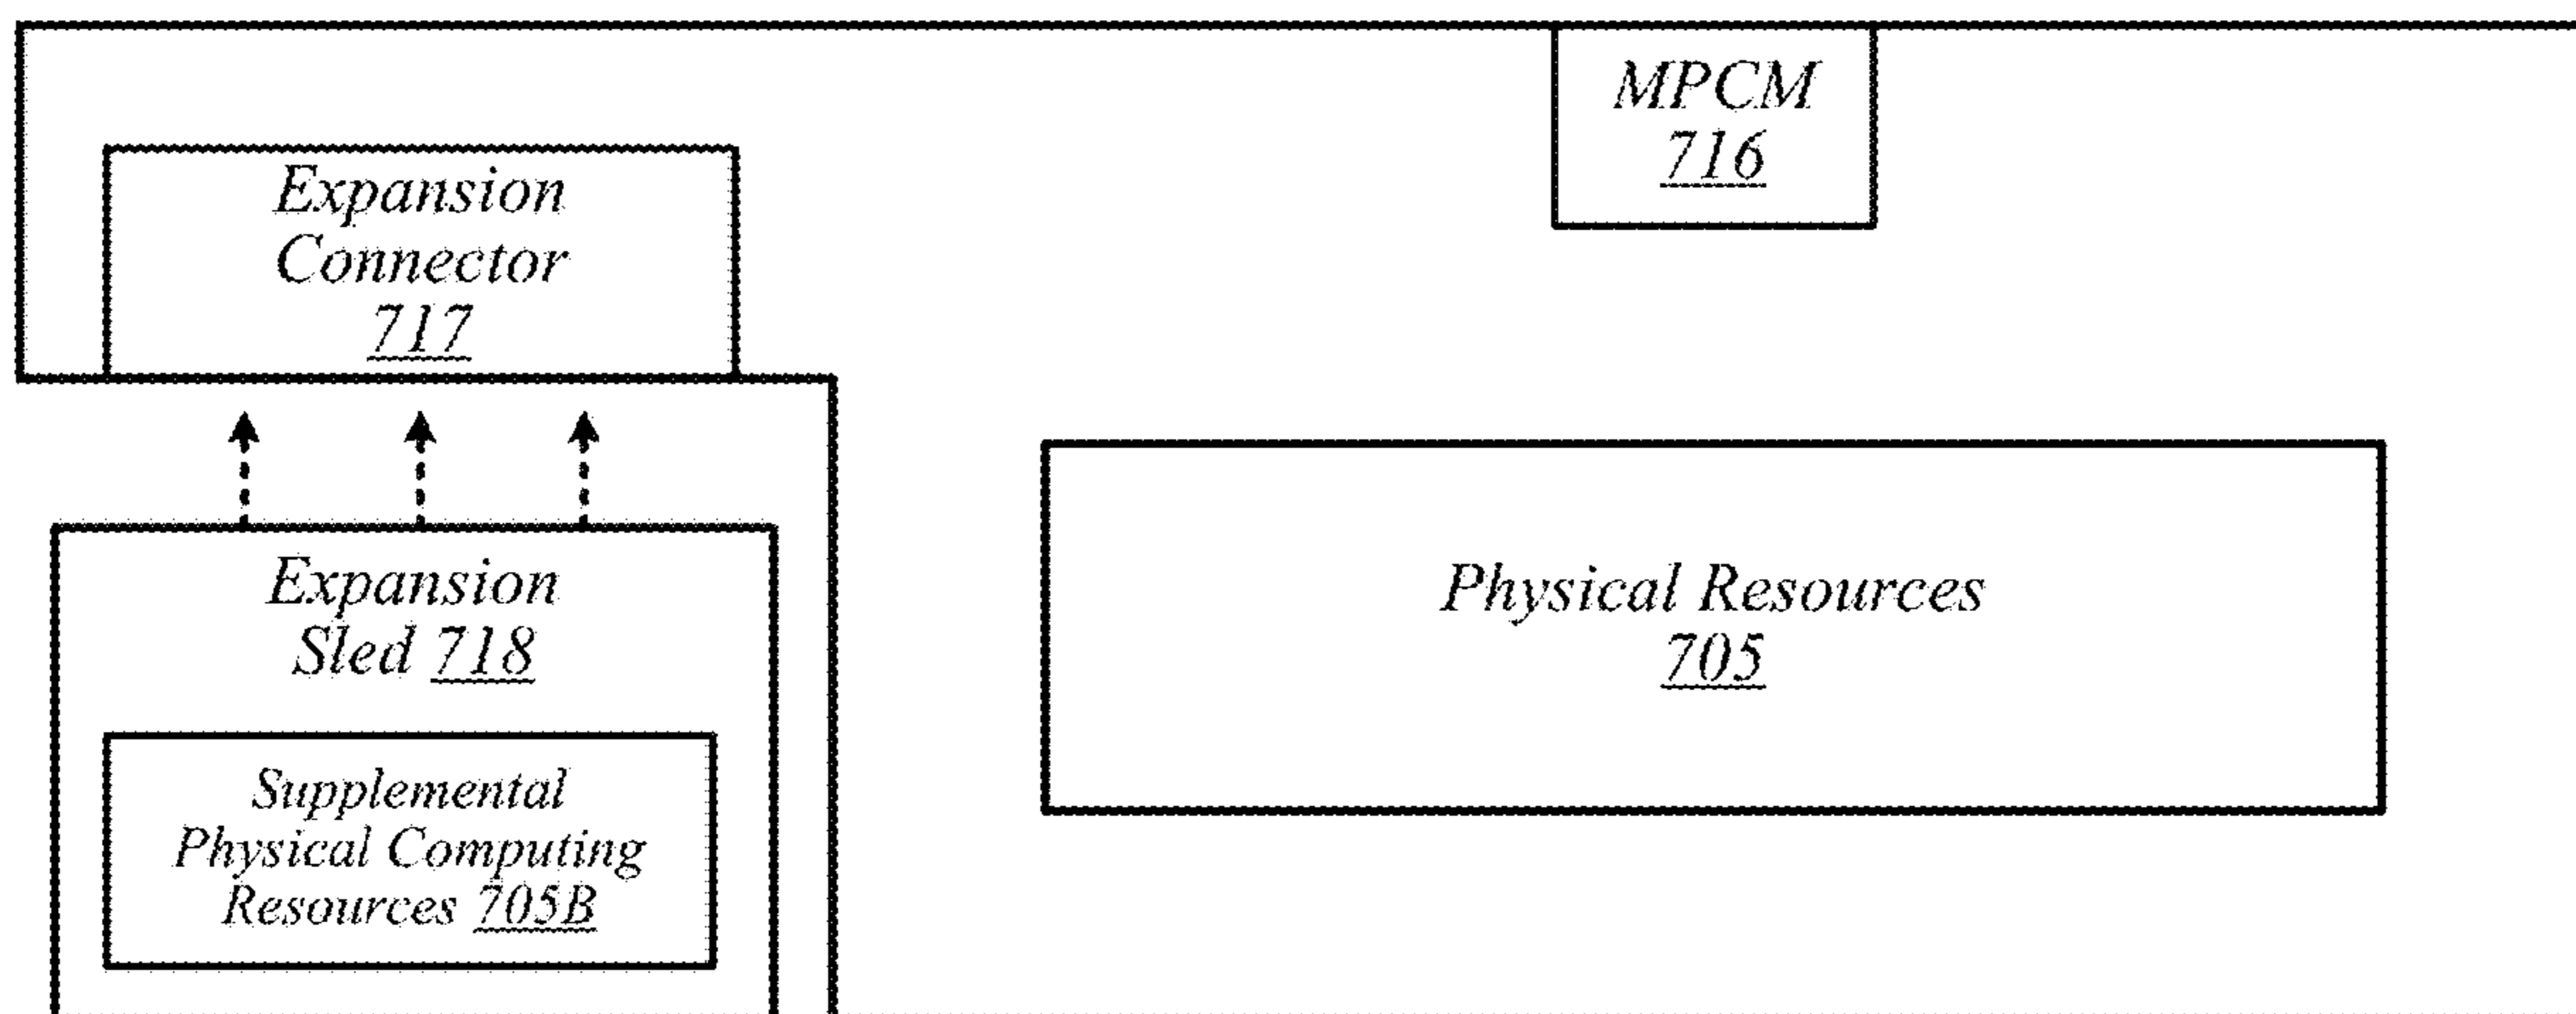 MPCM
716
Expansion
Connector
717
Expansion
Sled 718
Supplemental
Physical Computing
Resources 705B
Physical Resources
705